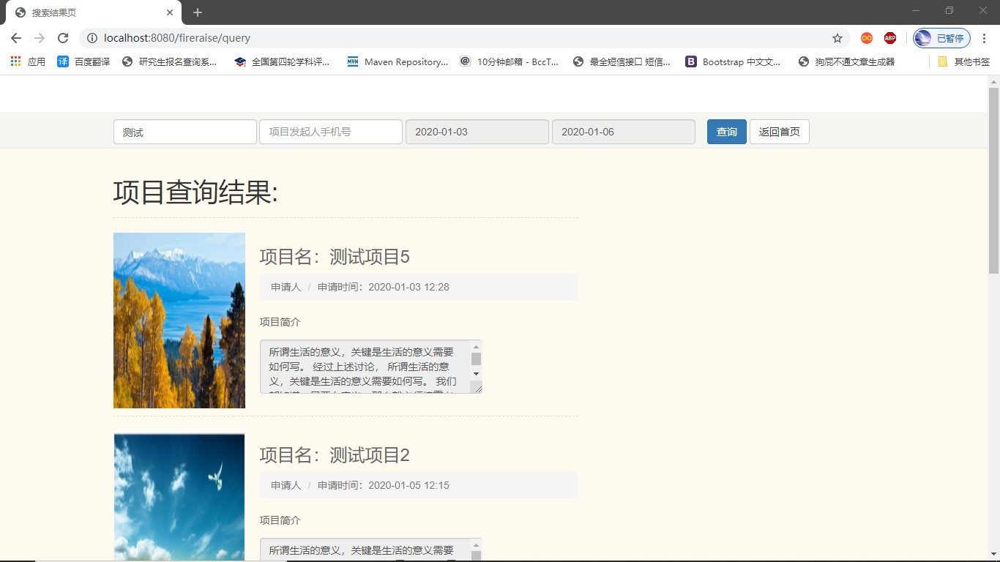 搜索结果页
localhost:8080/fireraise/query
已暂停
ABP
应用
译 百度翻译
研究生报名查询系...
全国第四轮学科评...
MVN Maven Repository...
@ 10分钟邮箱 - BccT...
最全短信接口 短信...
B Bootstrap 中文文...
狗屁不通文章生成器
其他书签
测试 项目发起人手机号 2020-01-03 2020-01-06 查询 返回首页
项目查询结果:
项目名：测试项目5
申请人 / 申请时间：2020-01-03 12:28
项目简介
所谓生活的意义，关键是生活的意义需要
如何写。 经过上述讨论， 所谓生活的意
义，关键是生活的意义需要如何写。 我们
项目名：测试项目2
申请人 / 申请时间：2020-01-05 12:15
项目简介
所谓生活的意义，关键是生活的意义需要